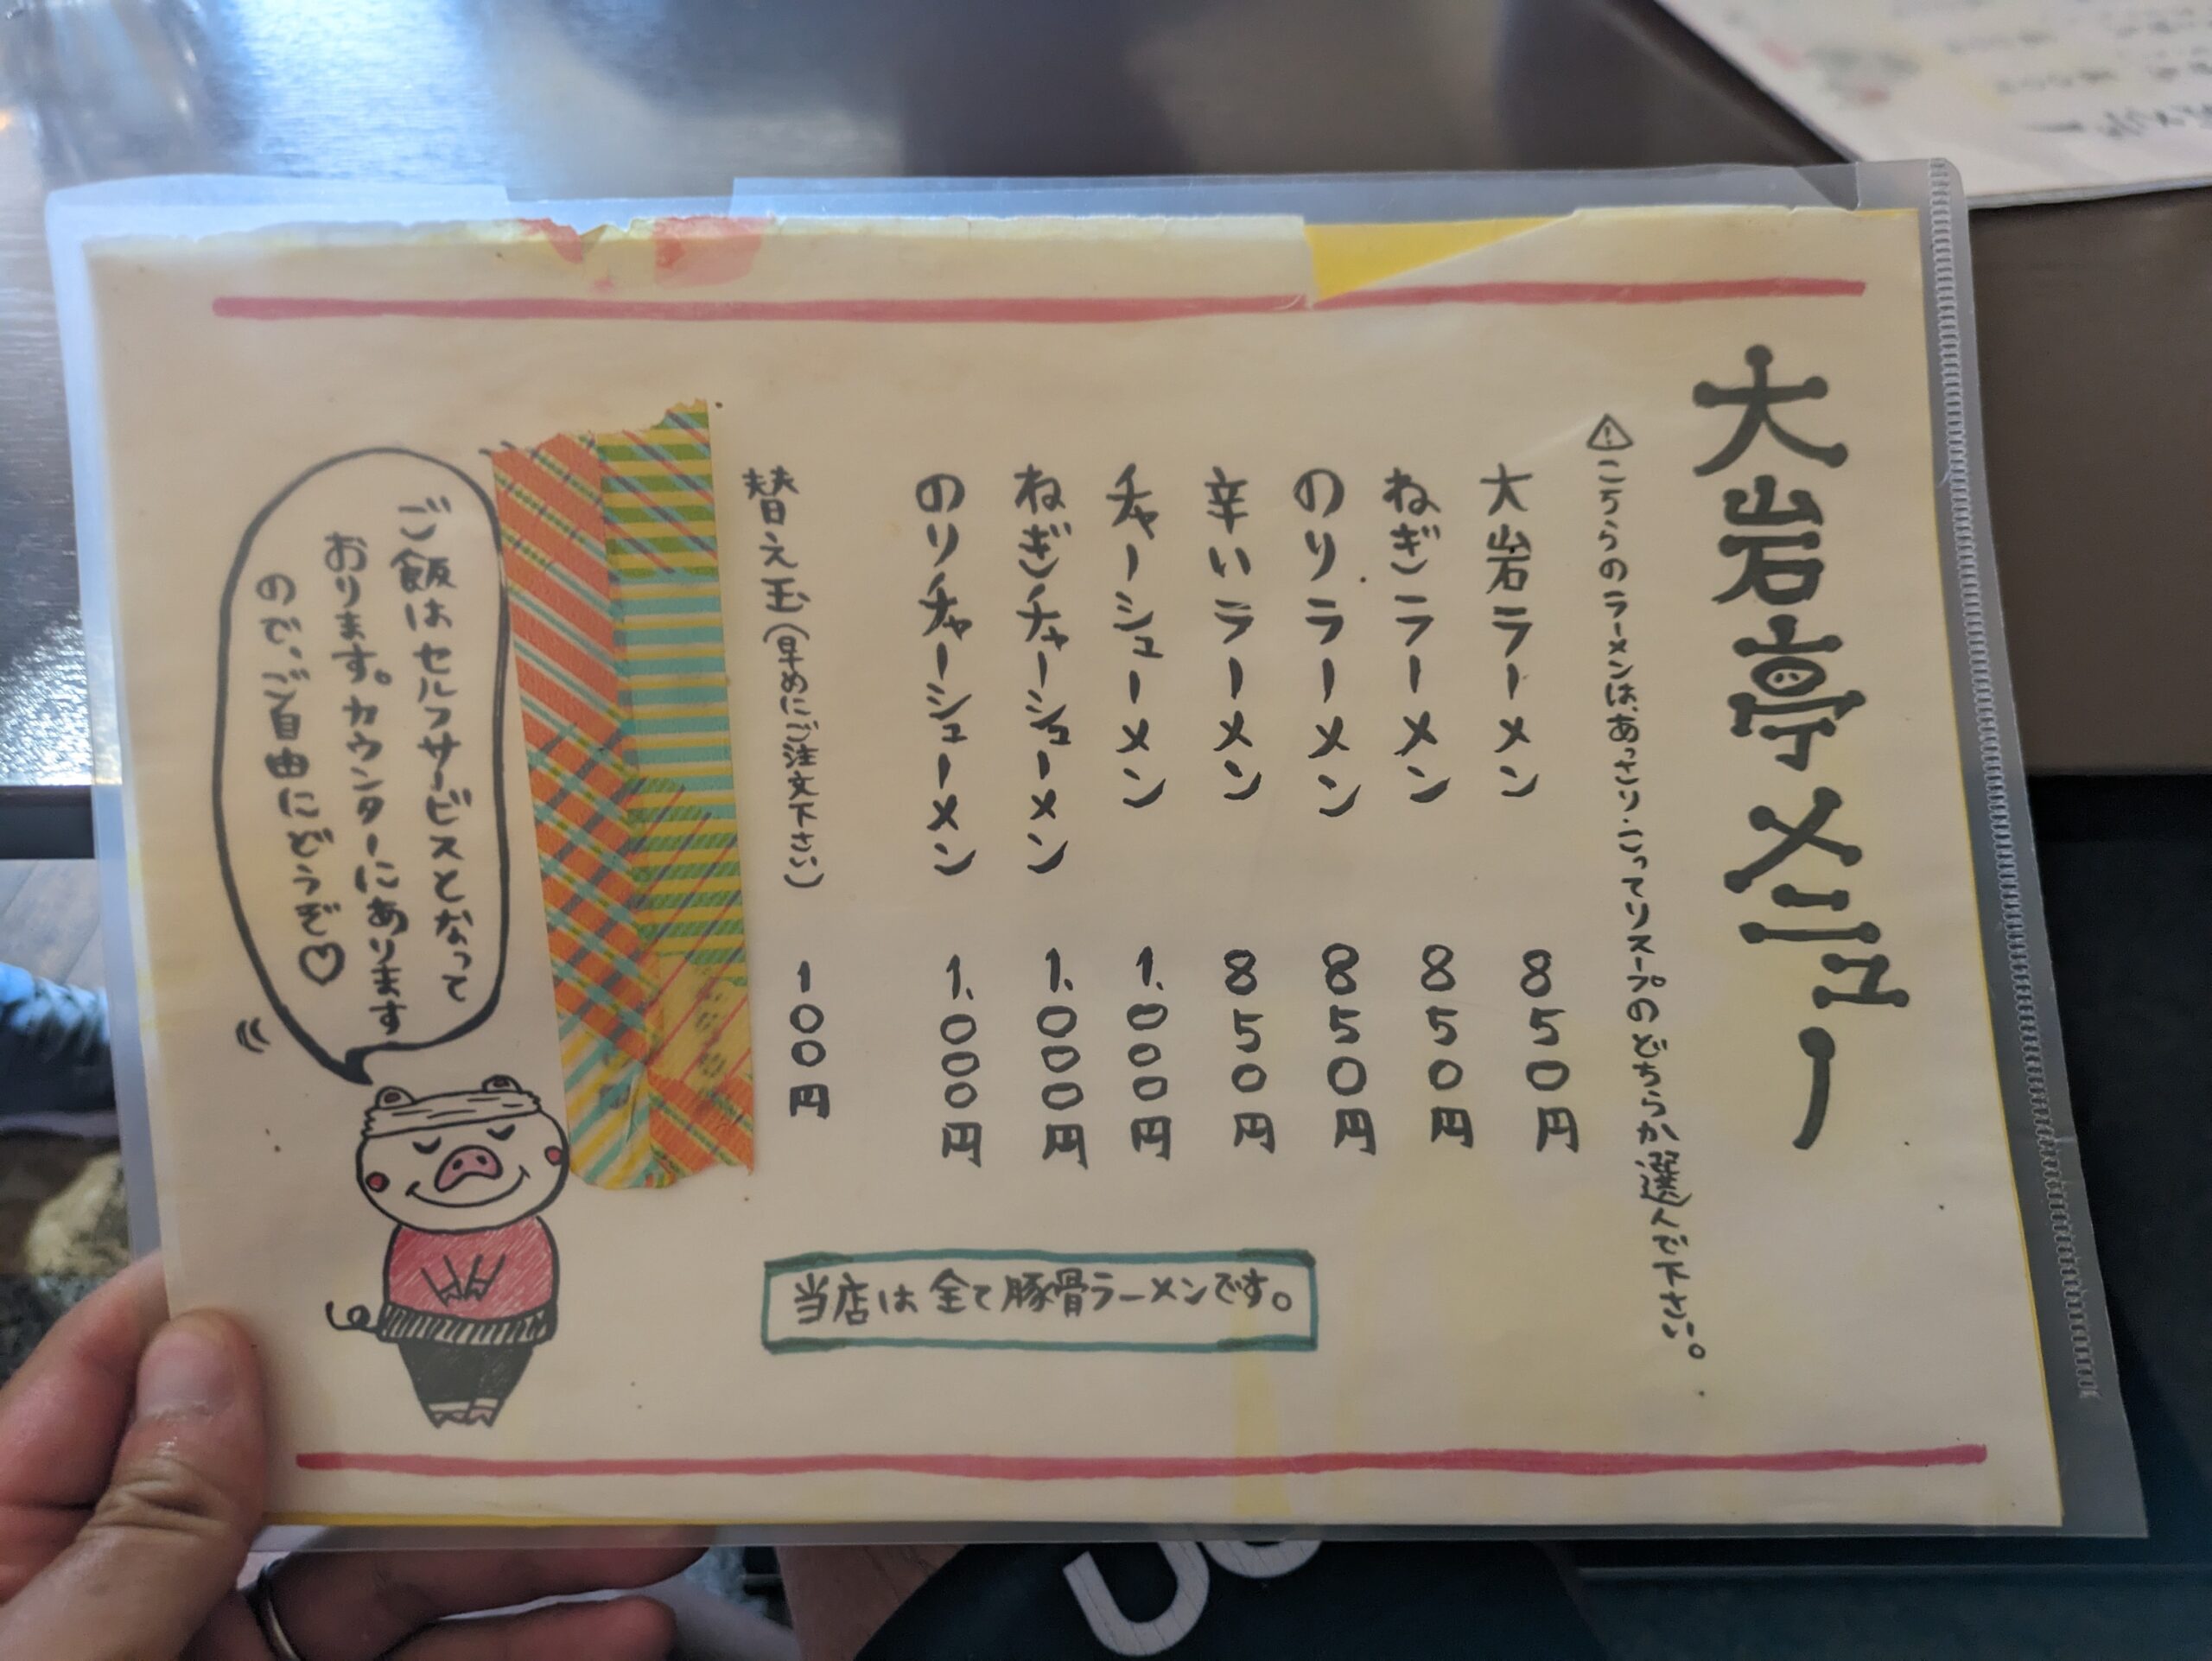 大岩亭メニュー
⚠こちらのラーメンは、あっさり・こってりスープのどちらか選んで下さい。
大岩ラーメン 850円
ねぎラーメン 850円
のりラーメン 850円
辛いラーメン 850円
チャーシューメン 1.000円
ねぎチャーシューメン 1.000円
のりチャーシューメン 1.000円
替え玉(早めにご注文下さい) 100円
当店は全て豚骨ラーメンです。
ご飯はセルフサービスとなって
おります。カウンターにあります
ので、ご自由にどうぞ♡